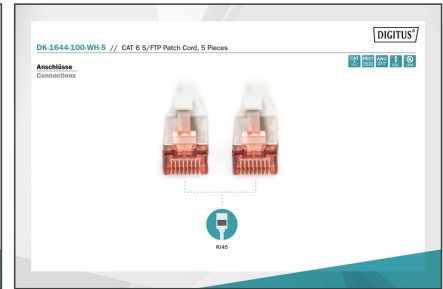 DIGITUS®
DK-1644-100-WH-5 // CAT 6 S/FTP Patch Cord, 5 Pieces
Anschlüsse
Connections
RJ45